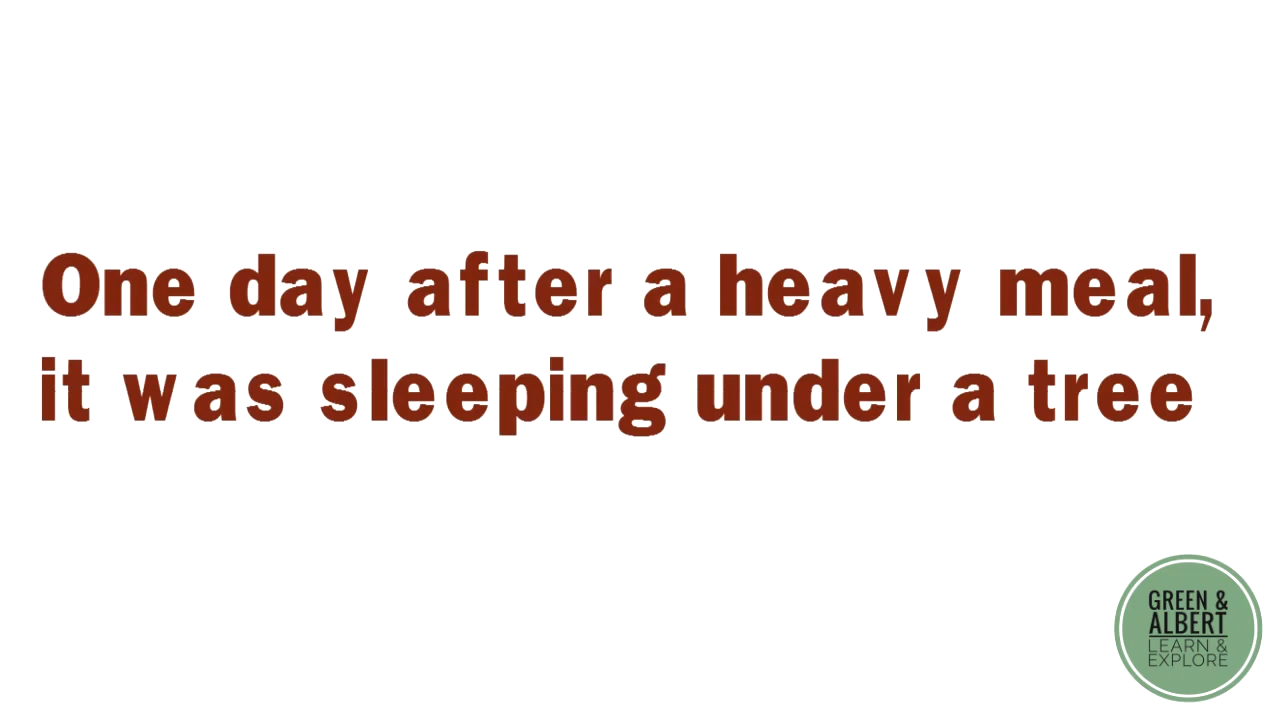 One day after a heavy meal,
it was sleeping under a tree
GREEN &
ALBERT
LEARN &
EXPLORE